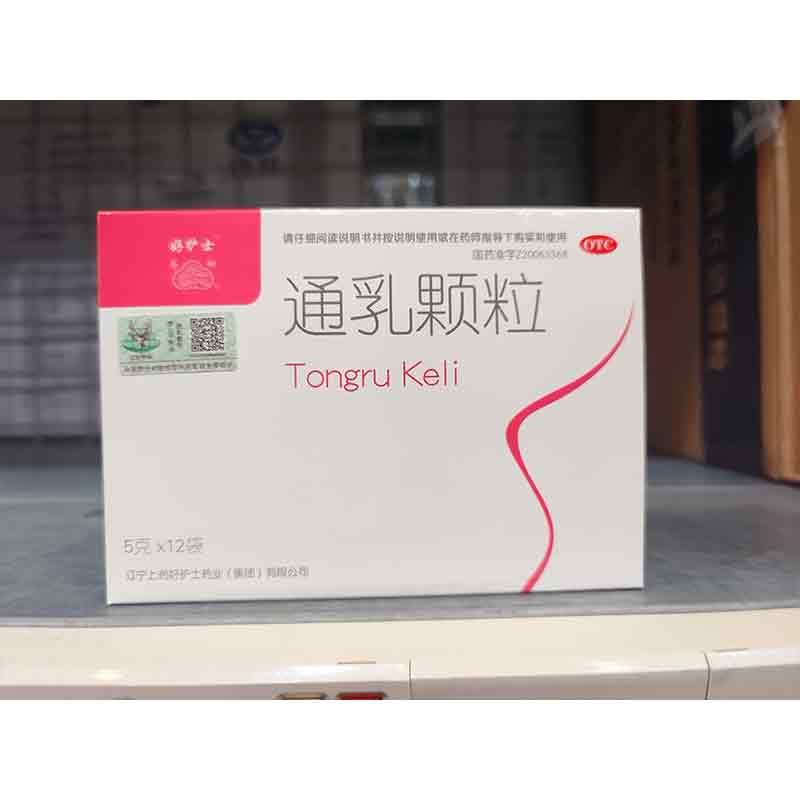 请仔细阅读说明书并按说明使用或在药师指导下购买和使用
OTC
国药准字Z20063368
好护士
通乳颗粒
Tongru Keli
5克 x12袋
辽宁上药好护士药业（集团）有限公司